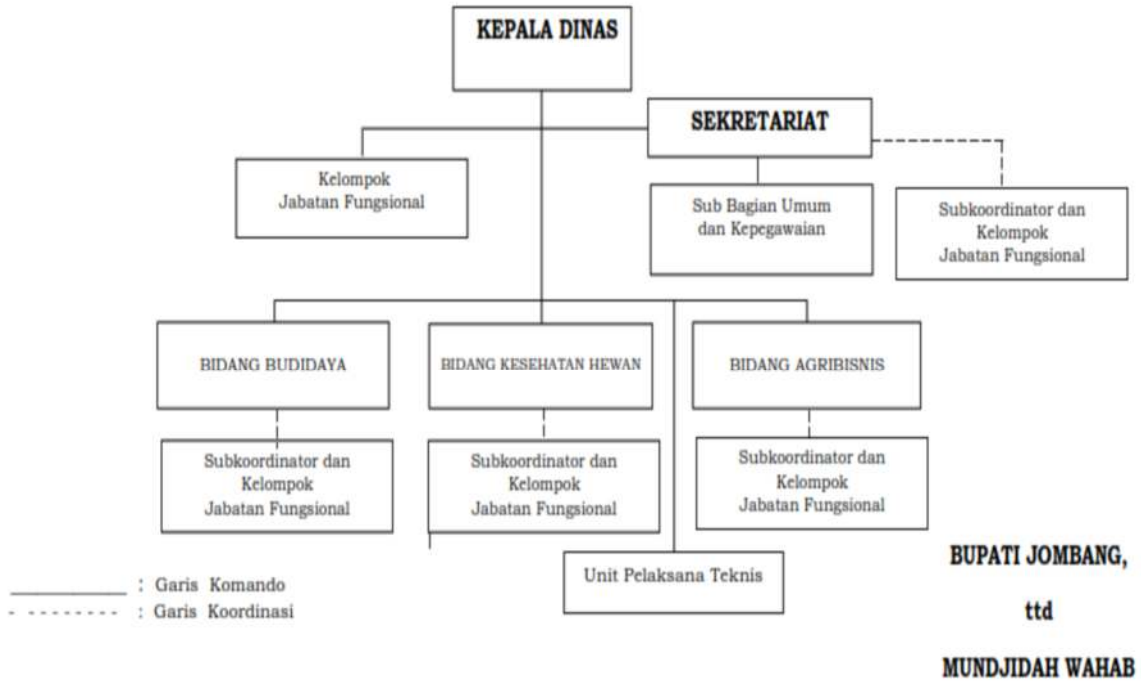 KEPALA DINAS
SEKRETARIAT
Kelompok
Jabatan Fungsional
Sub Bagian Umum
dan Kepegawaian
Subkoordinator dan
Kelompok
Jabatan Fungsional
BIDANG BUDIDAYA
BIDANG KESEHATAN HEWAN
BIDANG AGRIBISNIS
Subkoordinator dan
Kelompok
Jabatan Fungsional
Subkoordinator dan
Kelompok
Jabatan Fungsional
Subkoordinator dan
Kelompok
Jabatan Fungsional
Unit Pelaksana Teknis
: Garis Komando
: Garis Koordinasi
BUPATI JOMBANG,
ttd
MUNDJIDAH WAHAB